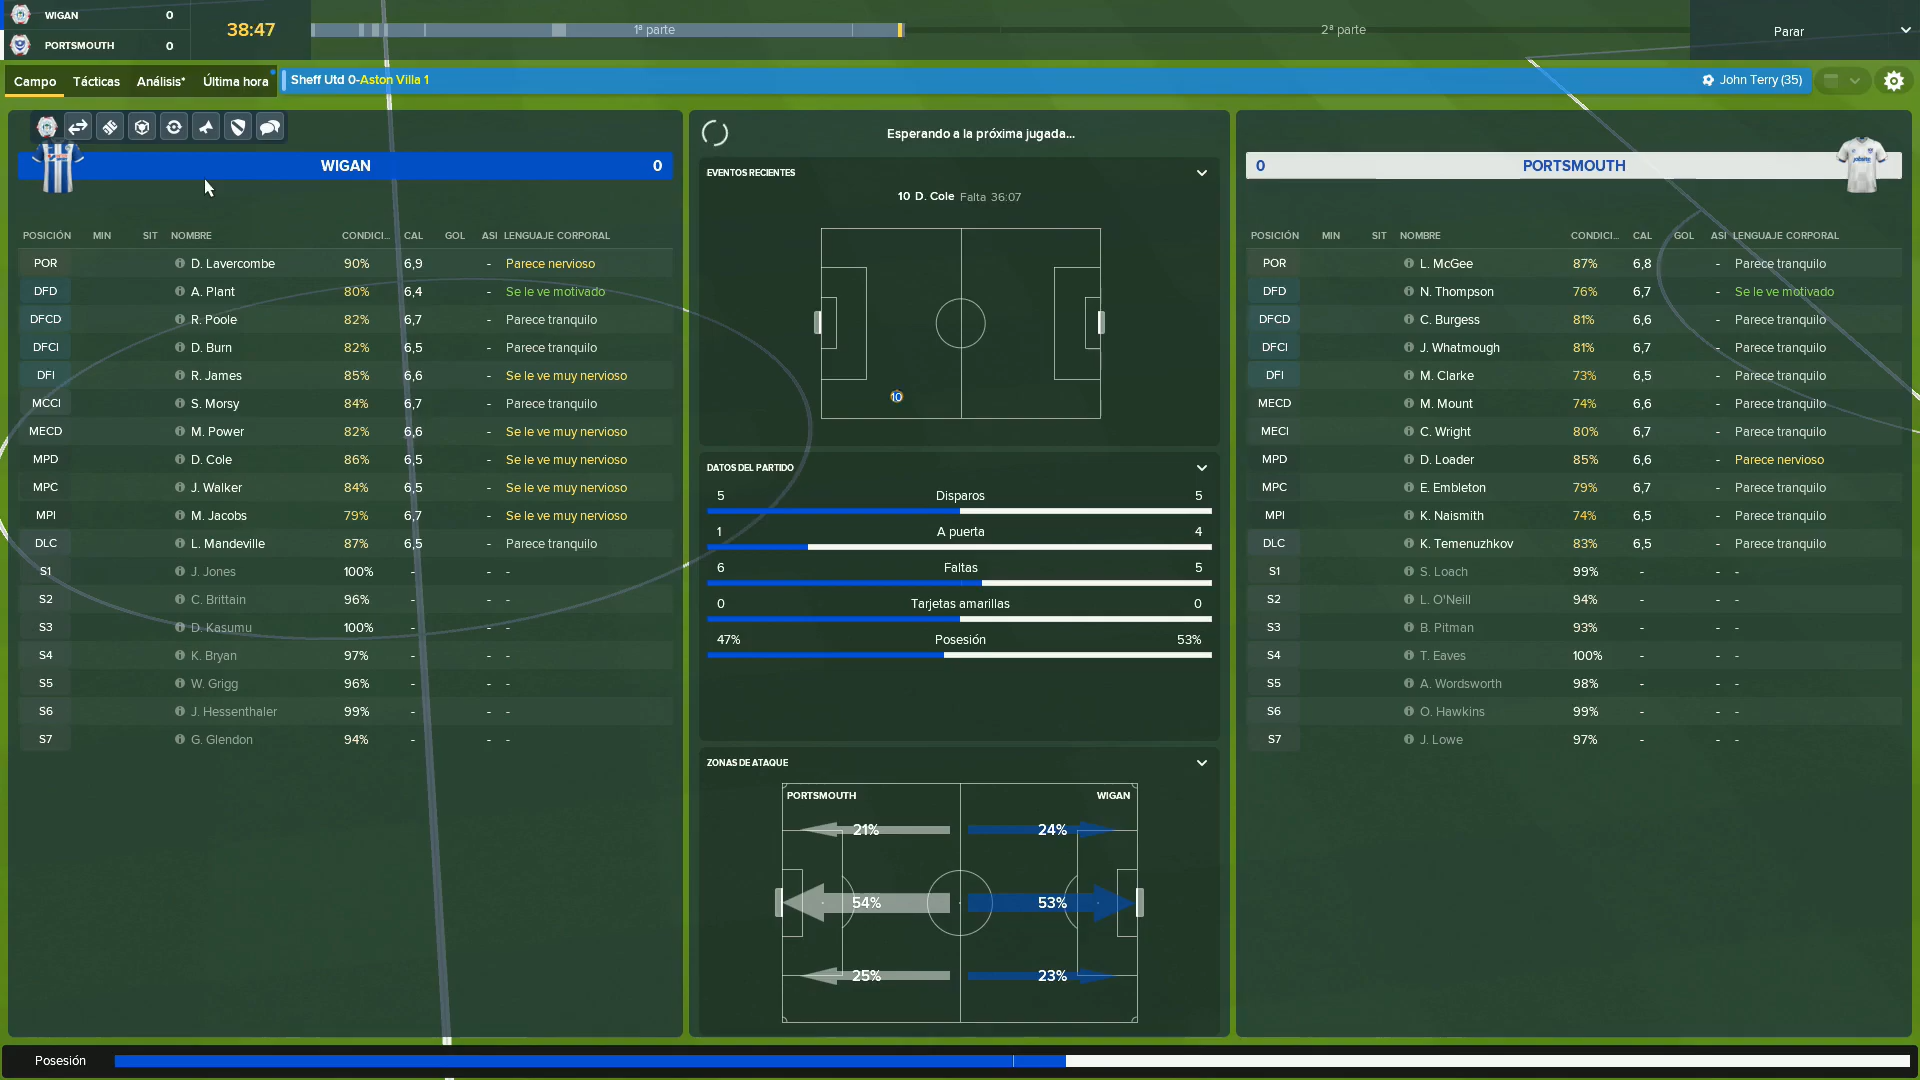 WIGAN 0
PORTSMOUTH 0
38:47
1ª parte
2ª parte
Parar
Campo Tácticas Análisis* Última hora
Sheff Utd 0-Aston Villa 1
John Terry (35)
WIGAN 0
POSICIÓN MIN SIT NOMBRE CONDICI... CAL GOL ASI LENGUAJE CORPORAL
POR D. Lavercombe 90% 6,9 - Parece nervioso
DFD A. Plant 80% 6,4 - Se le ve motivado
DFCD R. Poole 82% 6,7 - Parece tranquilo
DFCI D. Burn 82% 6,5 - Parece tranquilo
DFI R. James 85% 6,6 - Se le ve muy nervioso
MCCI S. Morsy 84% 6,7 - Parece tranquilo
MECD M. Power 82% 6,6 - Se le ve muy nervioso
MPD D. Cole 86% 6,5 - Se le ve muy nervioso
MPC J. Walker 84% 6,5 - Se le ve muy nervioso
MPI M. Jacobs 79% 6,7 - Se le ve muy nervioso
DLC L. Mandeville 87% 6,5 - Parece tranquilo
S1 J. Jones 100% - - -
S2 C. Brittain 96% - - -
S3 D. Kasumu 100% - - -
S4 K. Bryan 97% - - -
S5 W. Grigg 96% - - -
S6 J. Hessenthaler 99% - - -
S7 G. Glendon 94% - - -
Esperando a la próxima jugada...
EVENTOS RECIENTES
10 D. Cole Falta 36:07
10
DATOS DEL PARTIDO
5 Disparos 5
1 A puerta 4
6 Faltas 5
0 Tarjetas amarillas 0
47% Posesión 53%
ZONAS DE ATAQUE
PORTSMOUTH WIGAN
21% 24%
54% 53%
25% 23%
0 PORTSMOUTH
jobsite
POSICIÓN MIN SIT NOMBRE CONDICI... CAL GOL ASI LENGUAJE CORPORAL
POR L. McGee 87% 6,8 - Parece tranquilo
DFD N. Thompson 76% 6,7 - Se le ve motivado
DFCD C. Burgess 81% 6,6 - Parece tranquilo
DFCI J. Whatmough 81% 6,7 - Parece tranquilo
DFI M. Clarke 73% 6,5 - Parece tranquilo
MECD M. Mount 74% 6,6 - Parece tranquilo
MECI C. Wright 80% 6,7 - Parece tranquilo
MPD D. Loader 85% 6,6 - Parece nervioso
MPC E. Embleton 79% 6,7 - Parece tranquilo
MPI K. Naismith 74% 6,5 - Parece tranquilo
DLC K. Temenuzhkov 83% 6,5 - Parece tranquilo
S1 S. Loach 99% - - -
S2 L. O'Neill 94% - - -
S3 B. Pitman 93% - - -
S4 T. Eaves 100% - - -
S5 A. Wordsworth 98% - - -
S6 O. Hawkins 99% - - -
S7 J. Lowe 97% - - -
Posesión